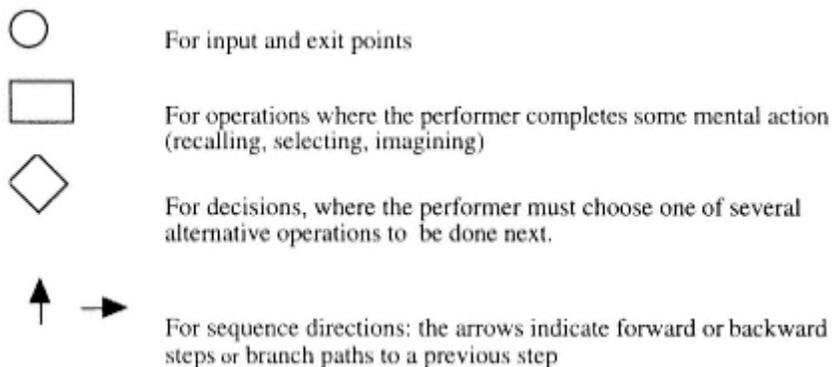 For input and exit points
For operations where the performer completes some mental action
(recalling, selecting, imagining)
For decisions, where the performer must choose one of several
alternative operations to be done next.
For sequence directions: the arrows indicate forward or backward
steps or branch paths to a previous step